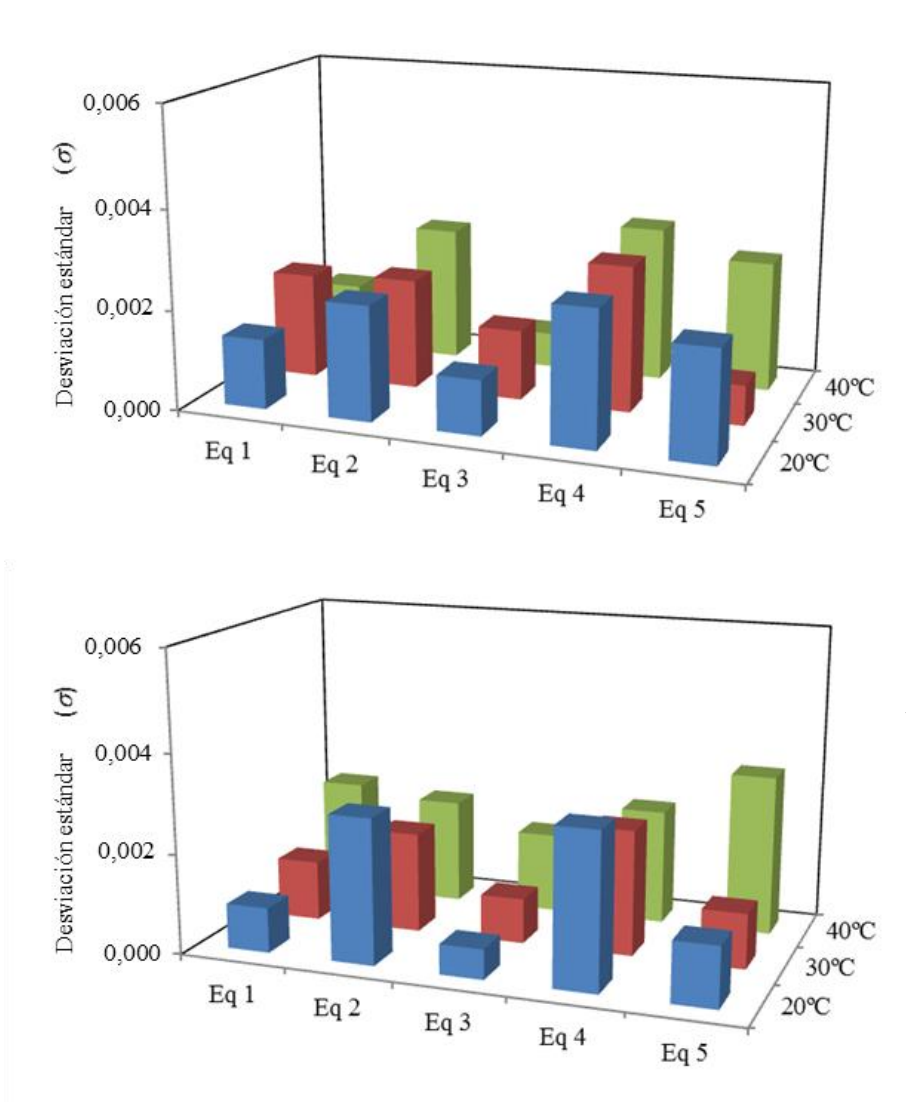 0,006
0,004
0,002
0,000
Desviación estándar (σ)
Eq 1
Eq 2
Eq 3
Eq 4
Eq 5
40ºC
30ºC
20ºC
0,006
0,004
0,002
0,000
Desviación estándar (σ)
Eq 1
Eq 2
Eq 3
Eq 4
Eq 5
40ºC
30ºC
20ºC